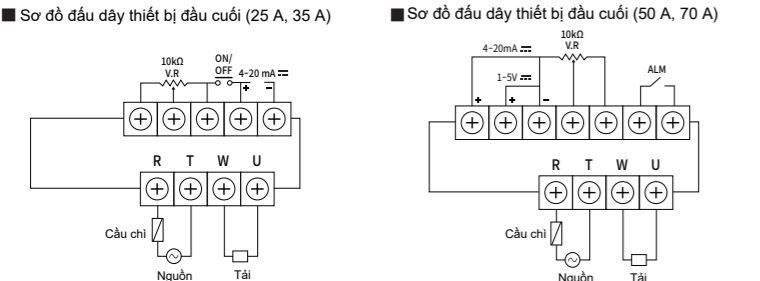 ■ Sơ đồ đấu dây thiết bị đầu cuối (25 A, 35 A)
10kΩ
V.R
ON/
OFF
4-20 mA
+ −
R T W U
Cầu chì
Nguồn
Tải
■ Sơ đồ đấu dây thiết bị đầu cuối (50 A, 70 A)
10kΩ
V.R
4-20mA
1-5V
ALM
+ + −
R T W U
Cầu chì
Nguồn
Tải